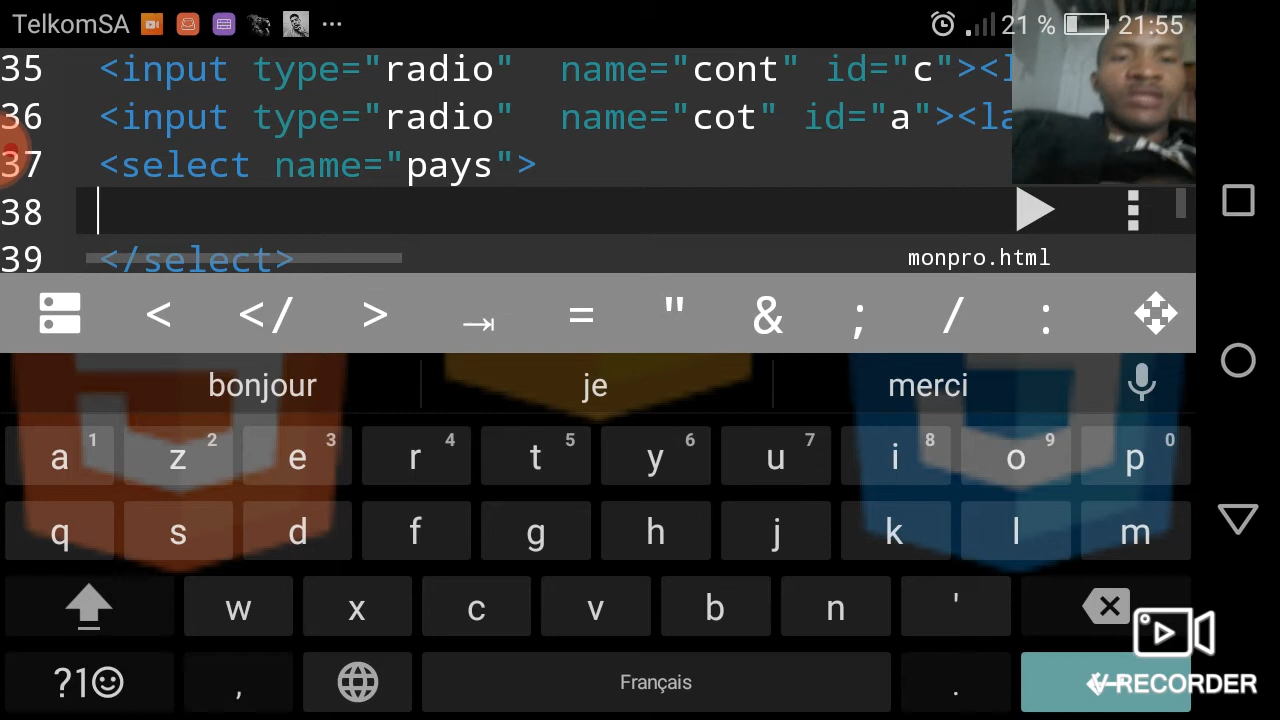 TelkomSA ... 21 % 21:55
35 <input type="radio" name="cont" id="c"><l
36 <input type="radio" name="cot" id="a"><la
37 <select name="pays">
38
39 </select>
monpro.html
< </ > ⇥ = " & ; / :
bonjour je merci
a 1 z 2 e 3 r 4 t 5 y 6 u 7 i 8 o 9 p 0
q s d f g h j k l m
w x c v b n '
?1☺ , Français .
V-RECORDER